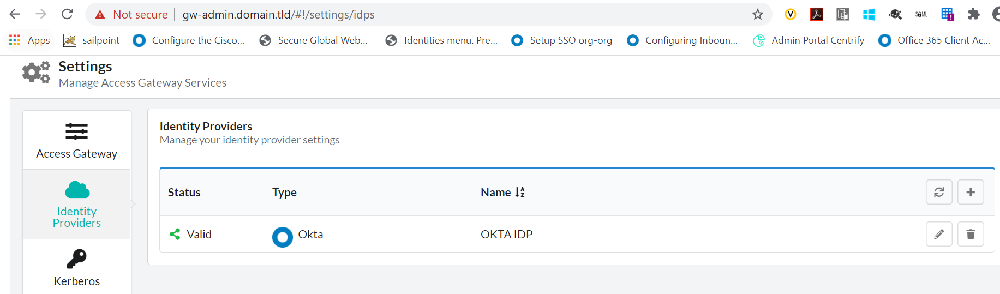 Not secure gw-admin.domain.tld/#!/settings/idps V SAML
Apps sailpoint Configure the Cisco... Secure Global Web... Identities menu. Pre... Setup SSO org-org Configuring Inboun... Admin Portal Centrify Office 365 Client Ac...
Settings
Manage Access Gateway Services
Access Gateway
Identity
Providers
Kerberos
Identity Providers
Manage your identity provider settings
Status Type Name
Valid Okta OKTA IDP